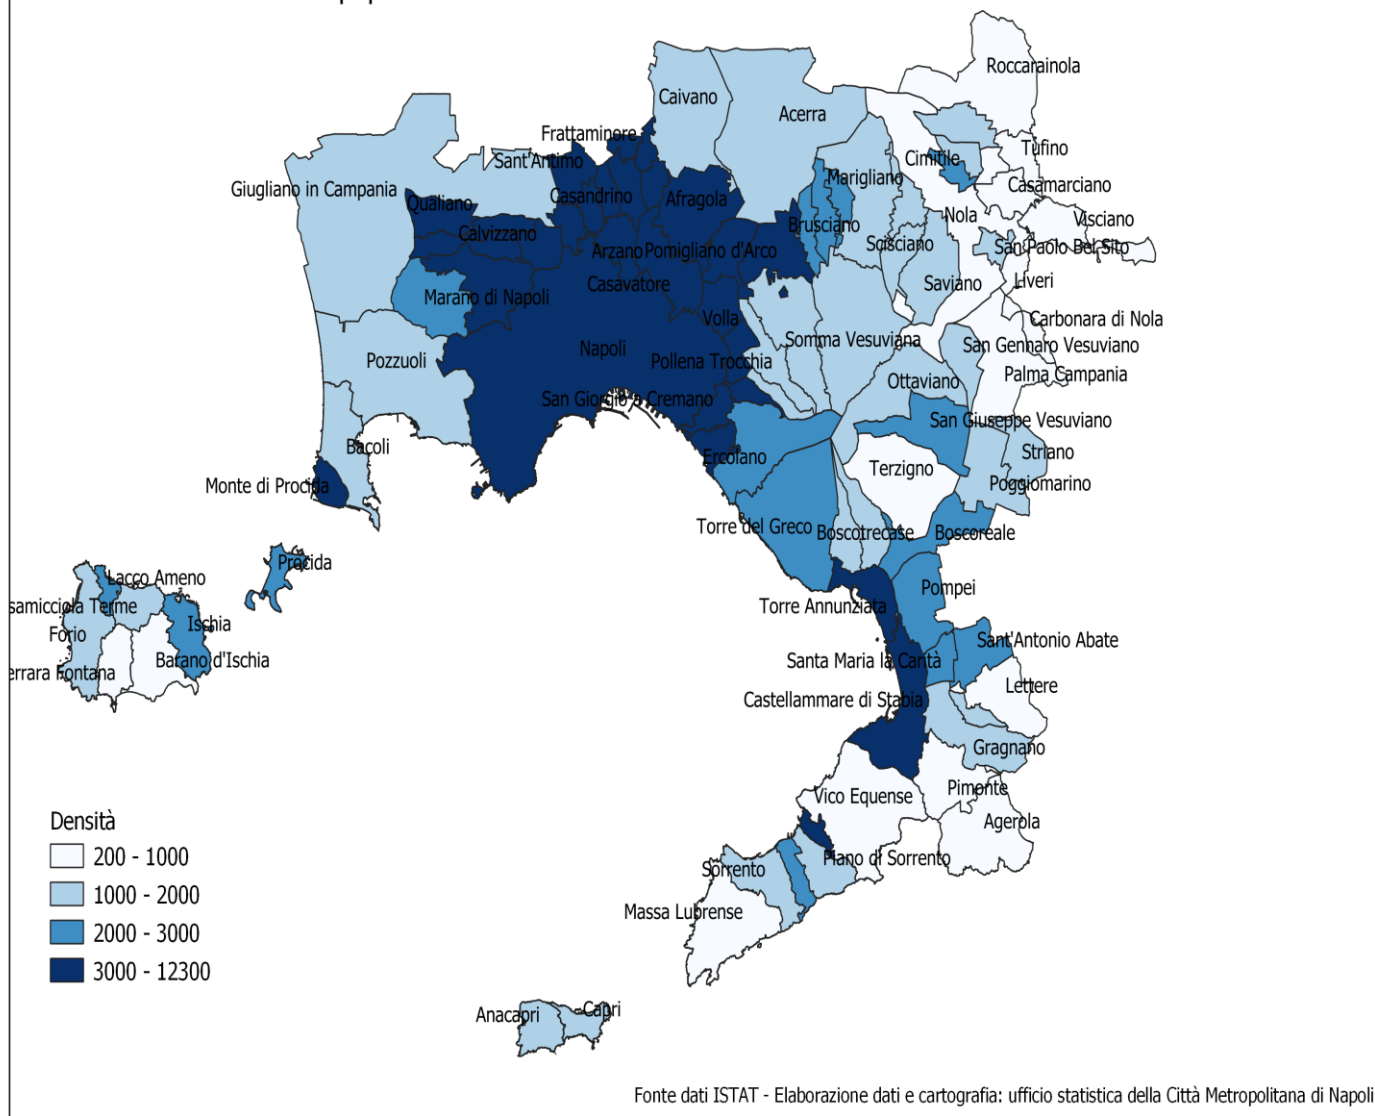 Roccarainola
Caivano
Acerra
Frattaminore
Tufino
Sant'Antimo
Cimitile
Marigliano
Casamarciano
Giugliano in Campania
Casandrino
Afragola
Qualiano
Nola
Visciano
Brusciano
Calvizzano
Scisciano
San Paolo Bel Sito
Arzano
Pomigliano d'Arco
Liveri
Casavatore
Saviano
Marano di Napoli
Volla
Carbonara di Nola
Somma Vesuviana
San Gennaro Vesuviano
Napoli
Pozzuoli
Pollena Trocchia
Palma Campania
Ottaviano
San Giorgio a Cremano
San Giuseppe Vesuviano
Bacoli
Striano
Ercolano
Terzigno
Monte di Procida
Poggiomarino
Torre del Greco
Boscotrecase
Boscoreale
Procida
Lacco Ameno
Pompei
samicciola Terme
Torre Annunziata
Ischia
Forio
Sant'Antonio Abate
Barano d'Ischia
Santa Maria la Carità
errara Fontana
Lettere
Castellammare di Stabia
Gragnano
Pimonte
Vico Equense
Agerola
Piano di Sorrento
Sorrento
Massa Lubrense
Densità
200 - 1000
1000 - 2000
2000 - 3000
3000 - 12300
Anacapri
Capri
Fonte dati ISTAT - Elaborazione dati e cartografia: ufficio statistica della Città Metropolitana di Napoli